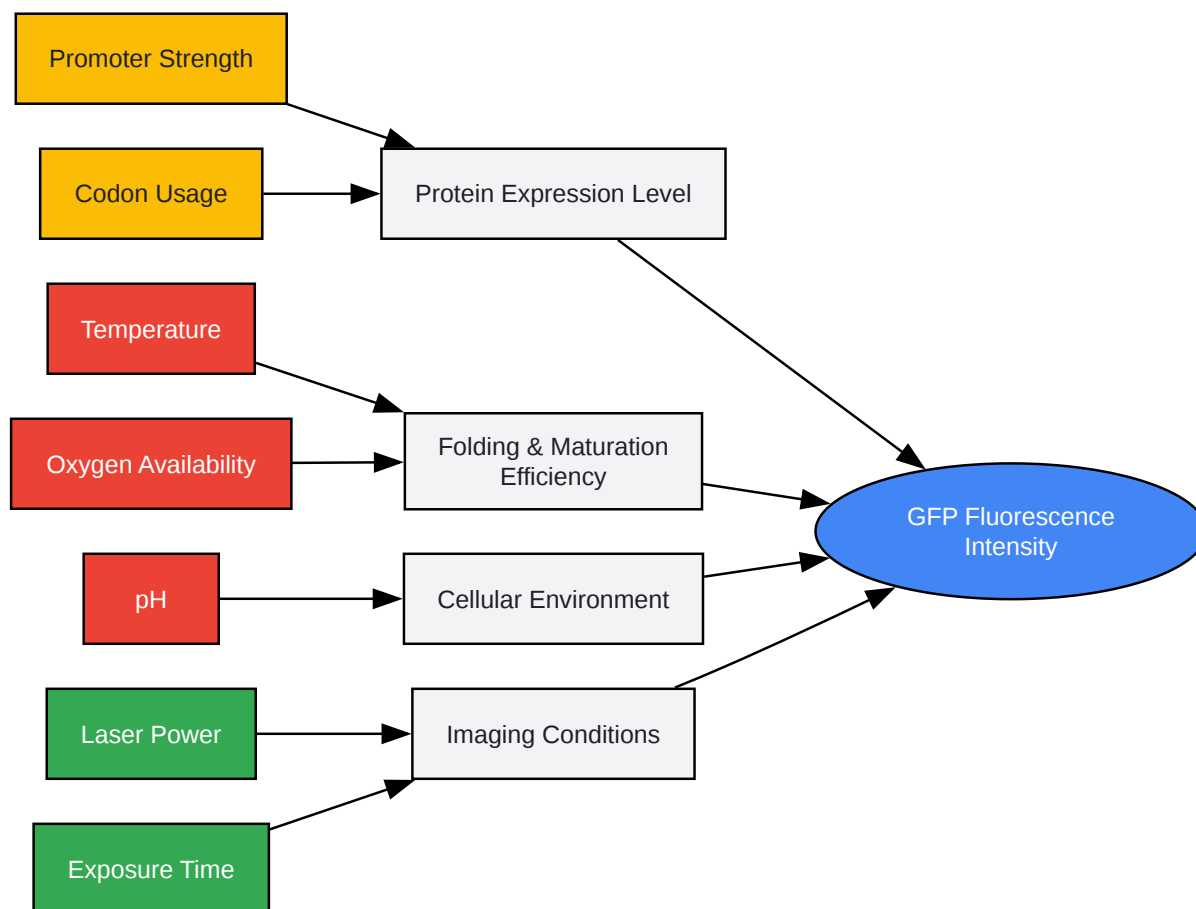 Promoter Strength
Codon Usage
Protein Expression Level
Temperature
Oxygen Availability
Folding & Maturation
Efficiency
GFP Fluorescence
Intensity
pH
Cellular Environment
Laser Power
Imaging Conditions
Exposure Time